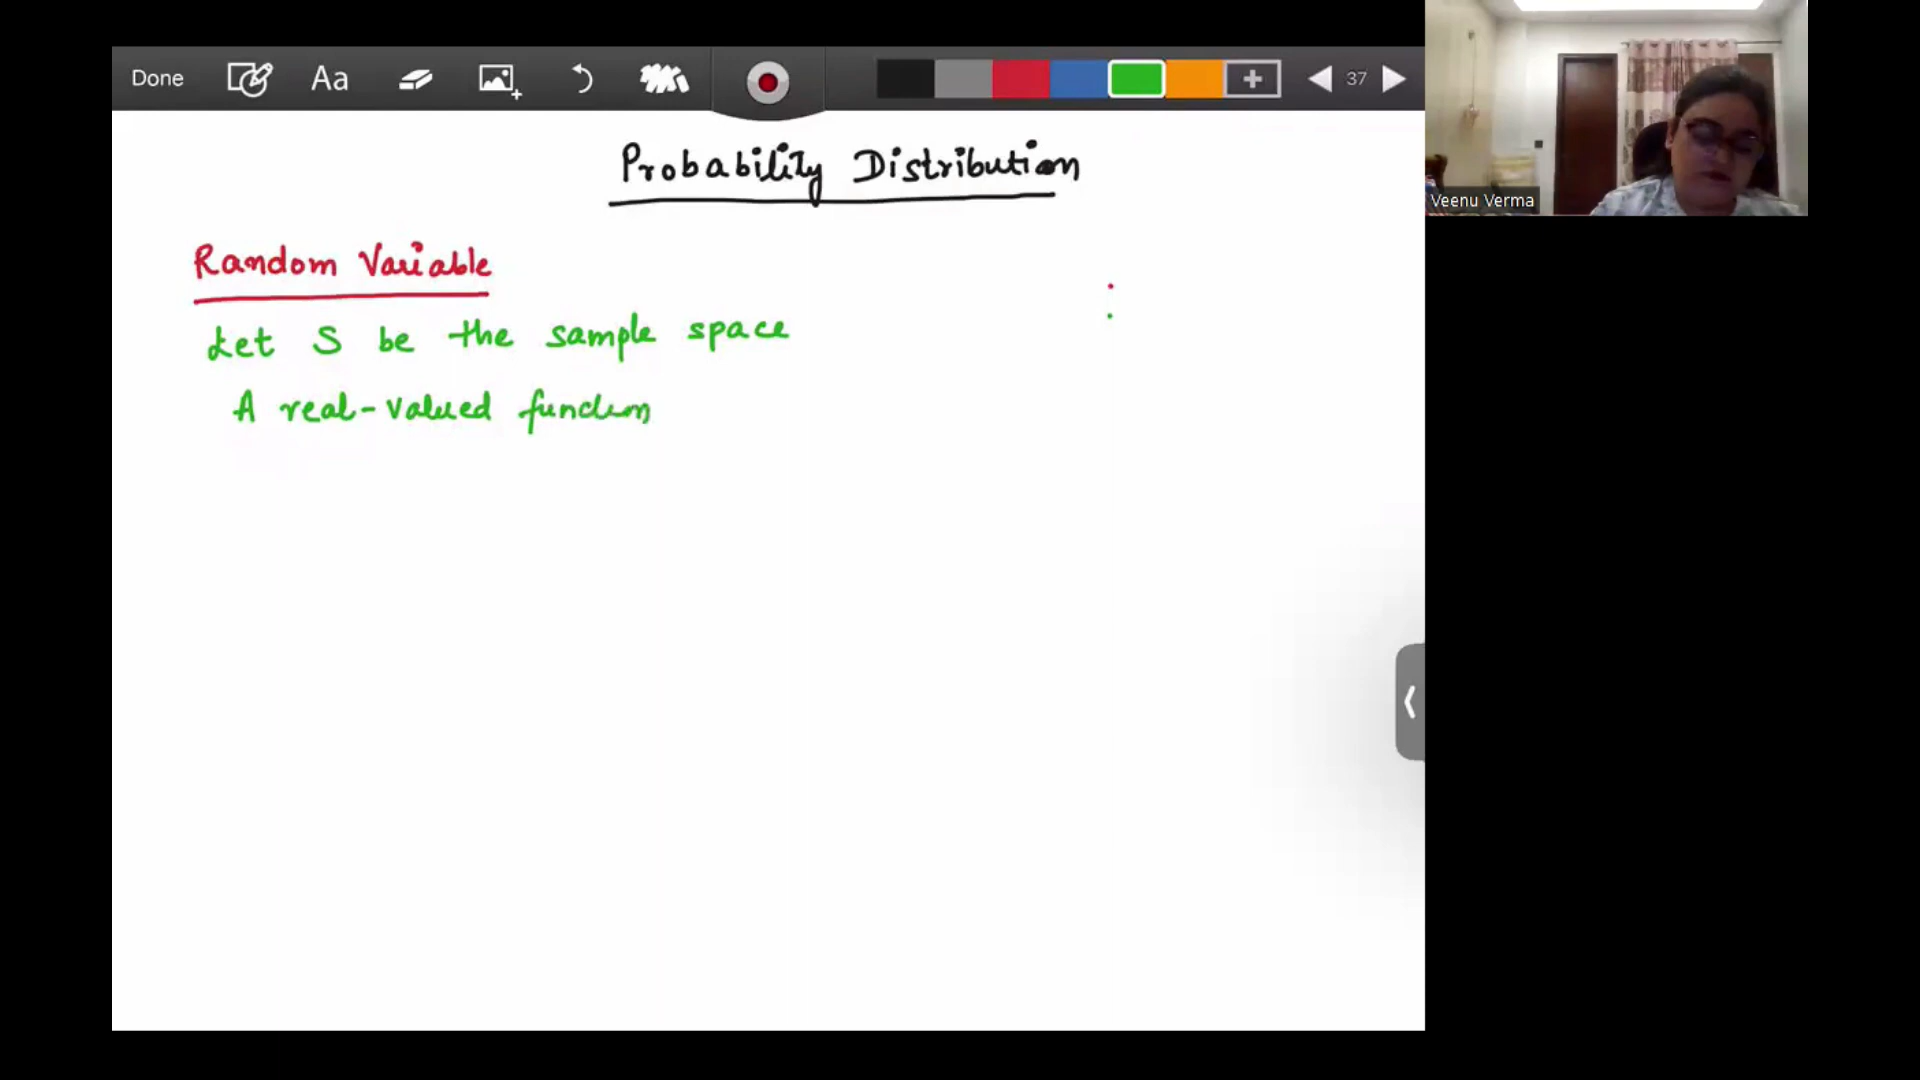 Done Aa 37
Veenu Verma
Probability Distribution
Random Variable
Let S be the sample space
A real-valued function